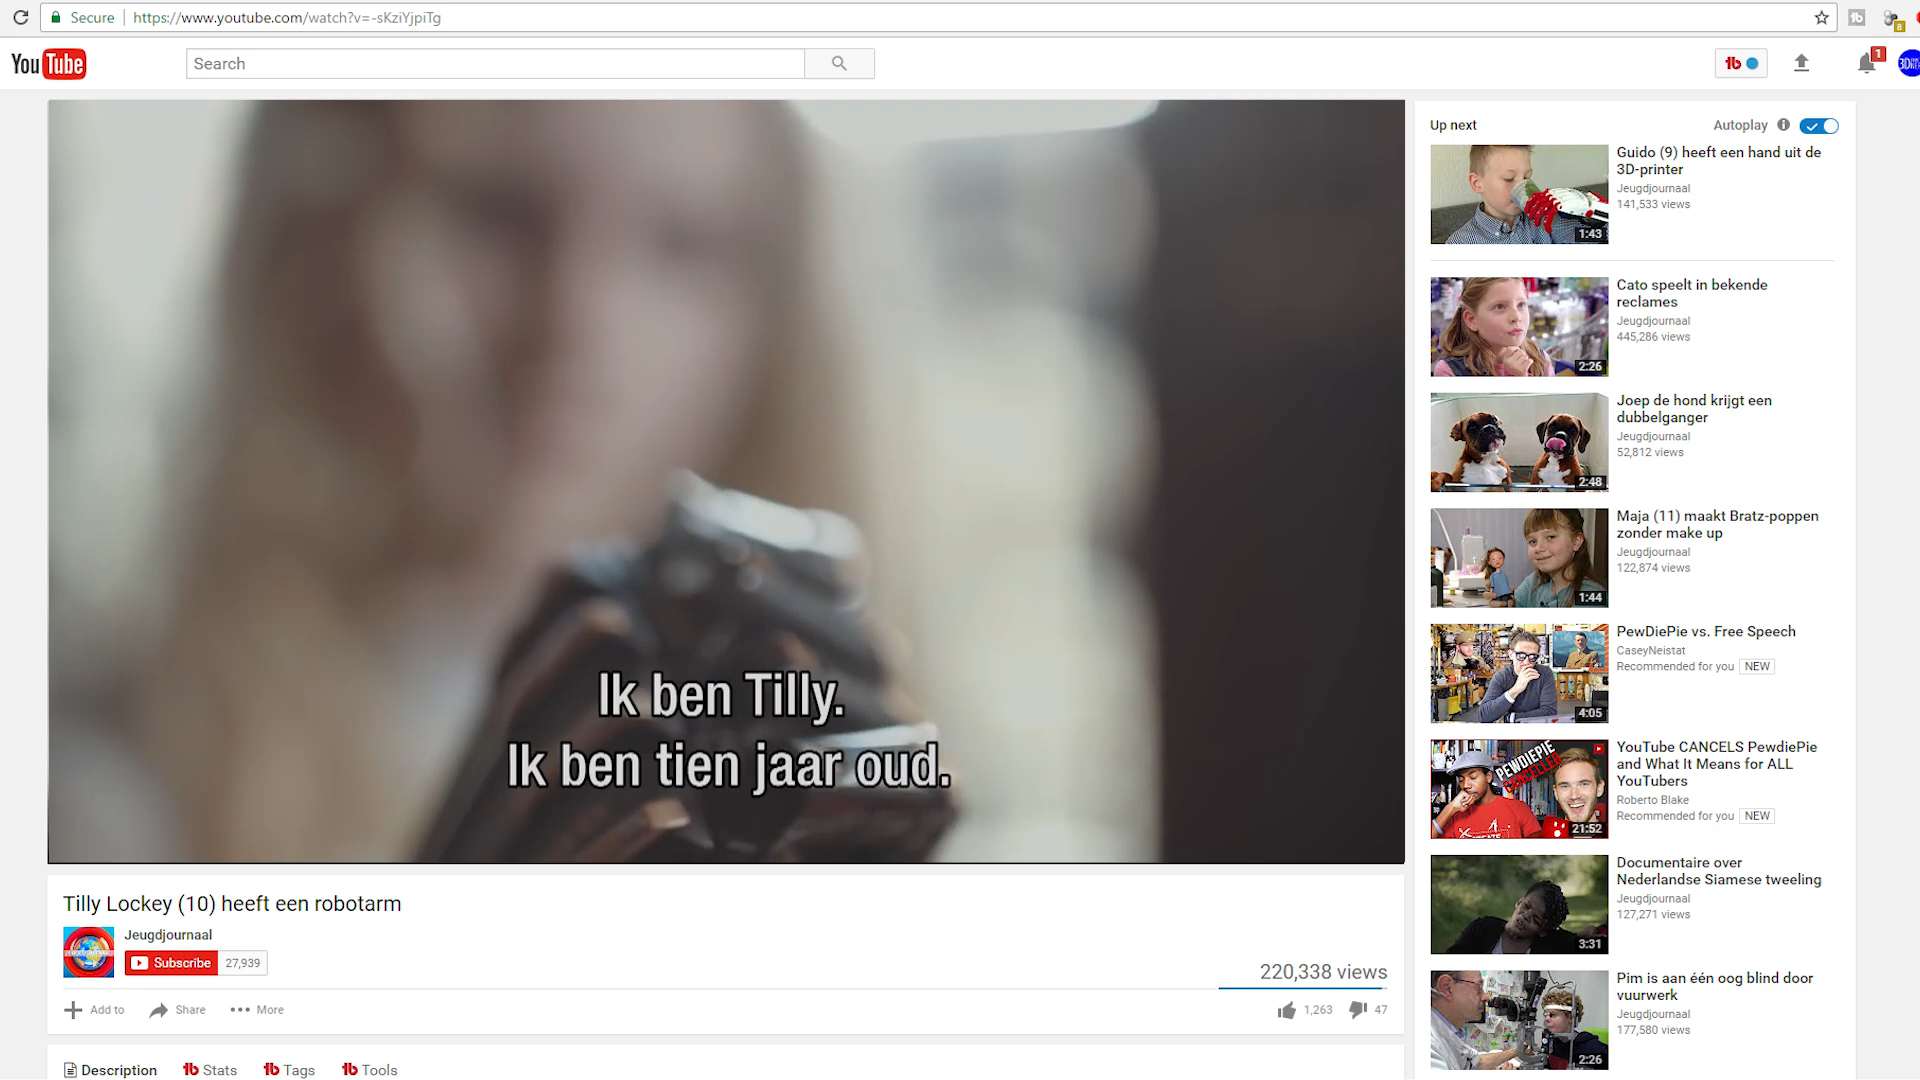 Secure
https://www.youtube.com/watch?v=-sKziYjpiTg
YouTube
Search
1
Ik ben Tilly.
Ik ben tien jaar oud.
Tilly Lockey (10) heeft een robotarm
Jeugdjournaal
Subscribe 27,939
220,338 views
Add to Share More
1,263 47
Description Stats Tags Tools
Up next Autoplay
Guido (9) heeft een hand uit de
3D-printer
Jeugdjournaal
141,533 views
1:43
Cato speelt in bekende
reclames
Jeugdjournaal
445,286 views
2:26
Joep de hond krijgt een
dubbelganger
Jeugdjournaal
52,812 views
2:48
Maja (11) maakt Bratz-poppen
zonder make up
Jeugdjournaal
122,874 views
1:44
PewDiePie vs. Free Speech
CaseyNeistat
Recommended for you NEW
4:05
YouTube CANCELS PewdiePie
and What It Means for ALL
YouTubers
Roberto Blake
Recommended for you NEW
PEWDIEPIE
CANCELLED
21:52
Documentaire over
Nederlandse Siamese tweeling
Jeugdjournaal
127,271 views
3:31
Pim is aan één oog blind door
vuurwerk
Jeugdjournaal
177,580 views
2:26